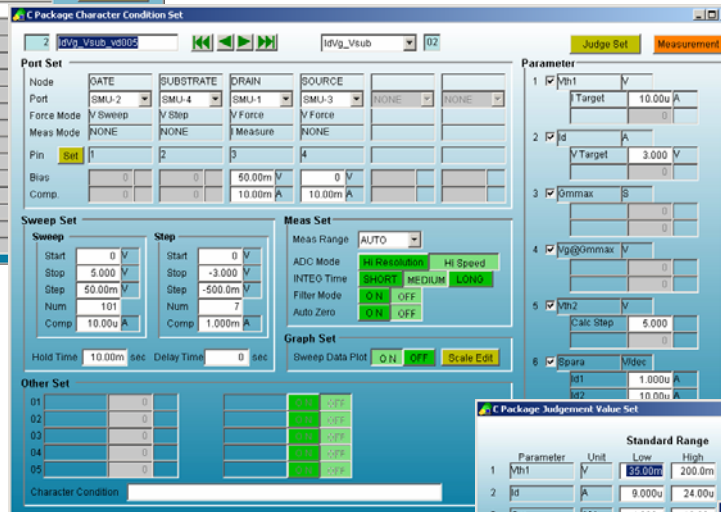 C Package Character Condition Set
2 IdVg_Vsub_vd005 IdVg_Vsub 02 Judge Set Measurement
Port Set
Node GATE SUBSTRATE DRAIN SOURCE
Port SMU-2 SMU-4 SMU-1 SMU-3 NONE NONE
Force Mode V Sweep V Step V Force V Force
Meas Mode NONE NONE I Measure NONE
Pin Set 1 2 3 4
Bias 0 0 50.00m V 0 V
Comp. 0 0 10.00m A 10.00m A
Parameter
1 Vth1 V
I Target 10.00u A
0
2 Id A
V Target 3.000 V
0
3 Gmmax S
0
0
4 Vg@Gmmax V
0
0
5 Vth2 V
Calc Step 5.000
0
6 Spara V/dec
Id1 1.000u A
Id2 10.00u A
Sweep Set
Sweep
Start 0 V
Stop 5.000 V
Step 50.00m V
Num 101
Comp 10.00u A
Step
Start 0 V
Stop -3.000 V
Step -500.0m V
Num 7
Comp 1.000m A
Hold Time 10.00m sec Delay Time 0 sec
Meas Set
Meas Range AUTO
ADC Mode Hi Resolution Hi Speed
INTEG Time SHORT MEDIUM LONG
Filter Mode ON OFF
Auto Zero ON OFF
Graph Set
Sweep Data Plot ON OFF Scale Edit
Other Set
01 0 OFF
02 0 OFF
03 0 OFF
04 0 OFF
05 0 OFF
Character Condition
C Package Judgement Value Set
Standard Range
Parameter Unit Low High
1 Vth1 V 35.00m 200.0m
2 Id A 9.000u 24.00u